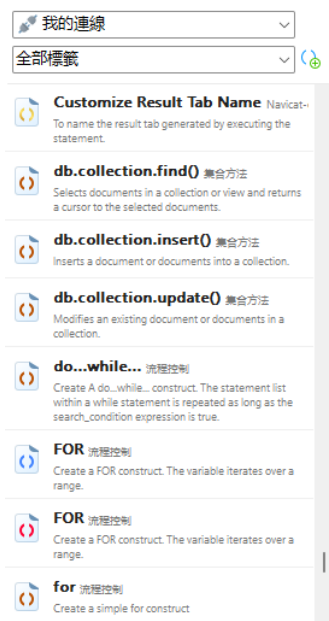 我的連線
全部標籤
Customize Result Tab Name Navicat-
To name the result tab generated by executing the
statement.
db.collection.find() 集合方法
Selects documents in a collection or view and returns
a cursor to the selected documents.
db.collection.insert() 集合方法
Inserts a document or documents into a collection.
db.collection.update() 集合方法
Modifies an existing document or documents in a
collection.
do...while... 流程控制
Create A do...while... construct. The statement list
within a while statement is repeated as long as the
search_condition expression is true.
FOR 流程控制
Create a FOR construct. The variable iterates over a
range.
FOR 流程控制
Create a FOR construct. The variable iterates over a
range.
for 流程控制
Create a simple for construct